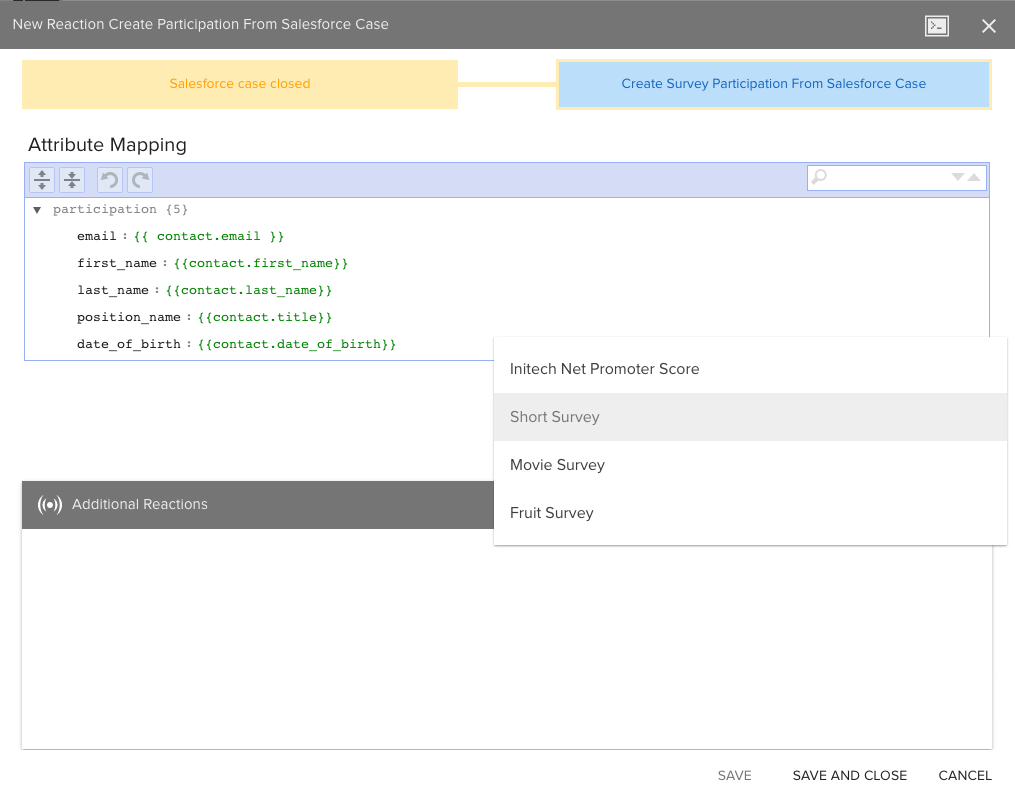 New Reaction Create Participation From Salesforce Case
Salesforce case closed
Create Survey Participation From Salesforce Case
Attribute Mapping
participation {5}
email : {{ contact.email }}
first_name : {{contact.first_name}}
last_name : {{contact.last_name}}
position_name : {{contact.title}}
date_of_birth : {{contact.date_of_birth}}
Initech Net Promoter Score
Short Survey
Movie Survey
Fruit Survey
Additional Reactions
SAVE
SAVE AND CLOSE
CANCEL